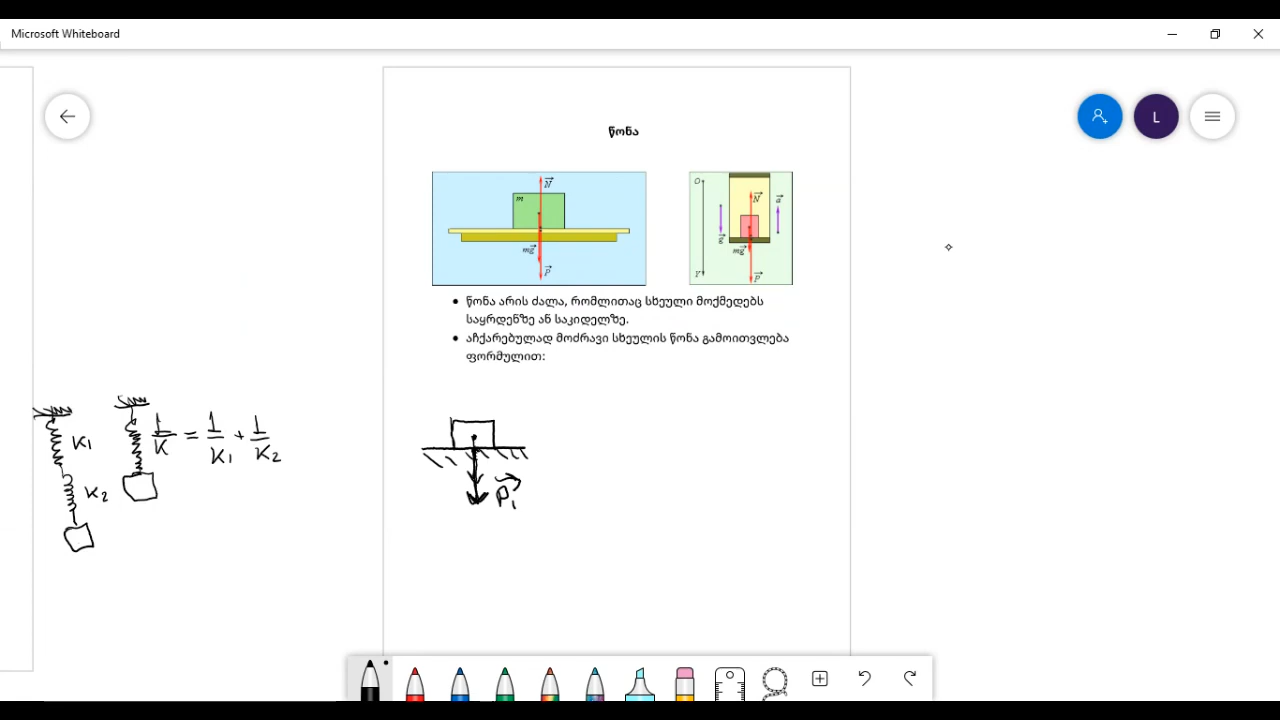 Microsoft Whiteboard
L
წონა
N
m
mg
P
O
N
a
g
mg
Y
P
• წონა არის ძალა, რომლითაც სხეული მოქმედებს
საყრდენზე ან საკიდელზე.
• აჩქარებულად მოძრავი სხეულის წონა გამოითვლება
ფორმულით:
K1
K2
1/K = 1/K1 + 1/K2
P1